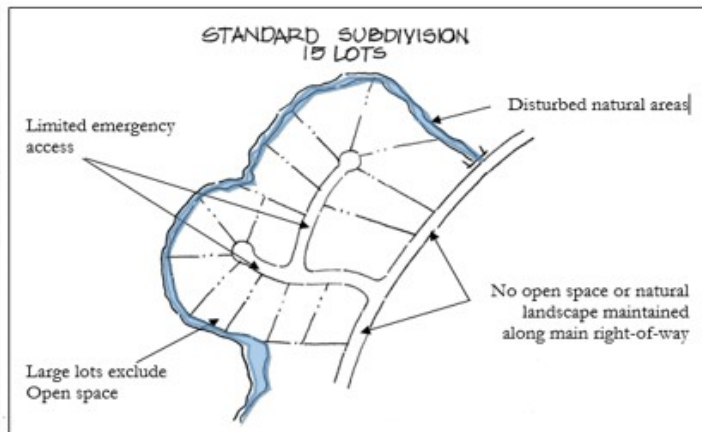 STANDARD SUBDIVISION
15 LOTS
Disturbed natural areas
Limited emergency
access
No open space or natural
landscape maintained
along main right-of-way
Large lots exclude
Open space